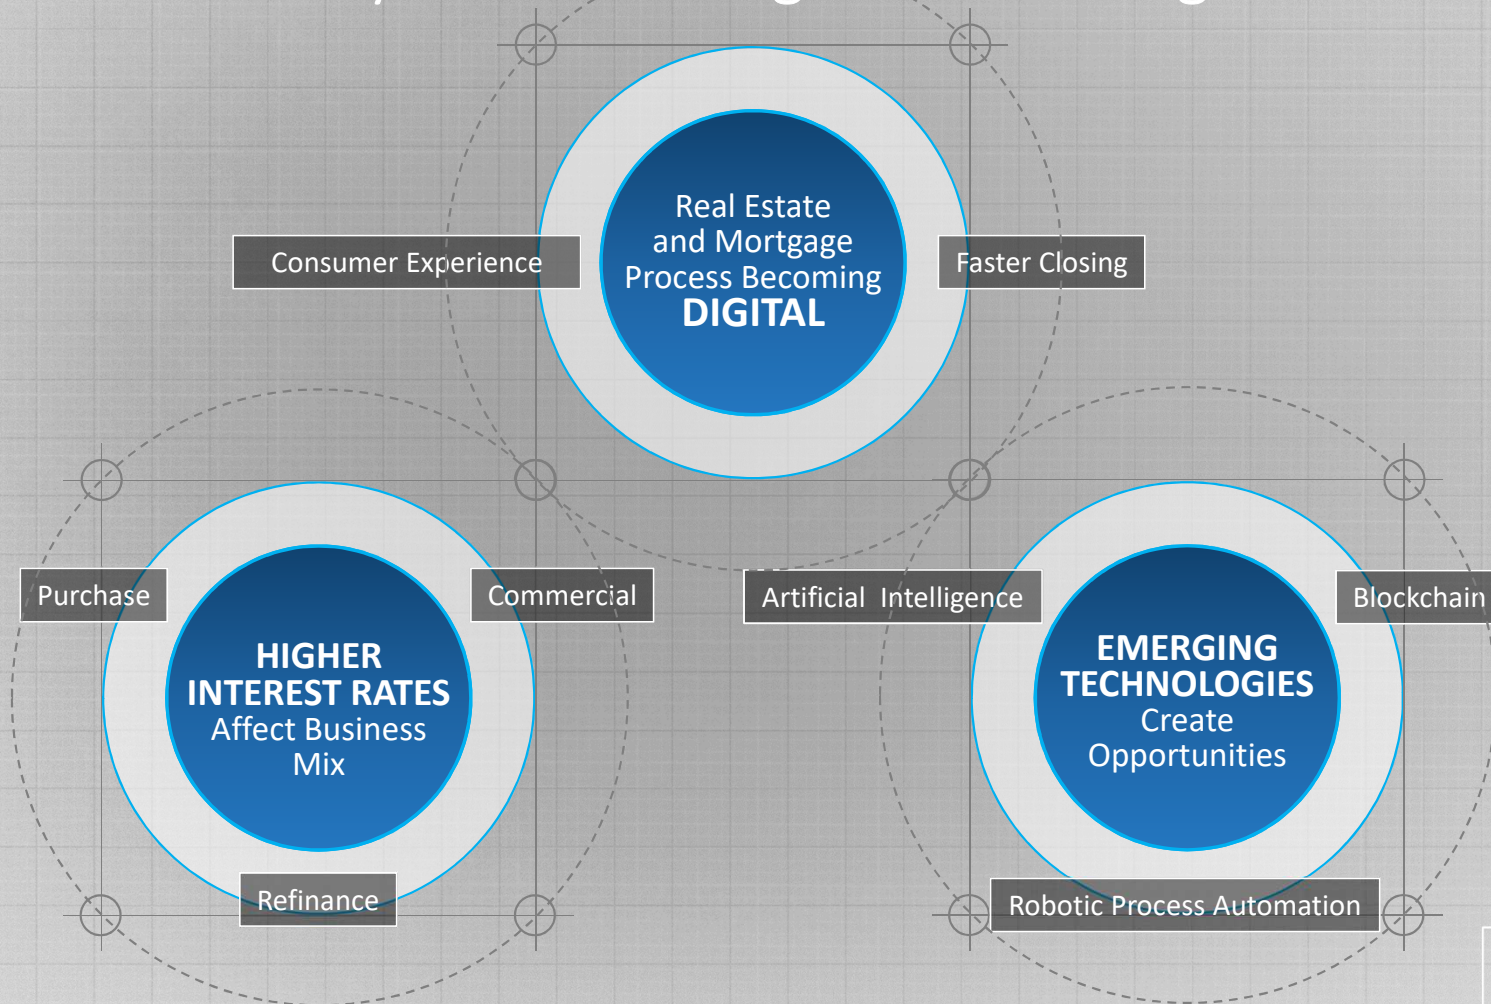 Real Estate
and Mortgage
Process Becoming
DIGITAL
Consumer Experience
Faster Closing
Purchase
Commercial
HIGHER
INTEREST RATES
Affect Business
Mix
Refinance
Artificial Intelligence
Blockchain
EMERGING
TECHNOLOGIES
Create
Opportunities
Robotic Process Automation